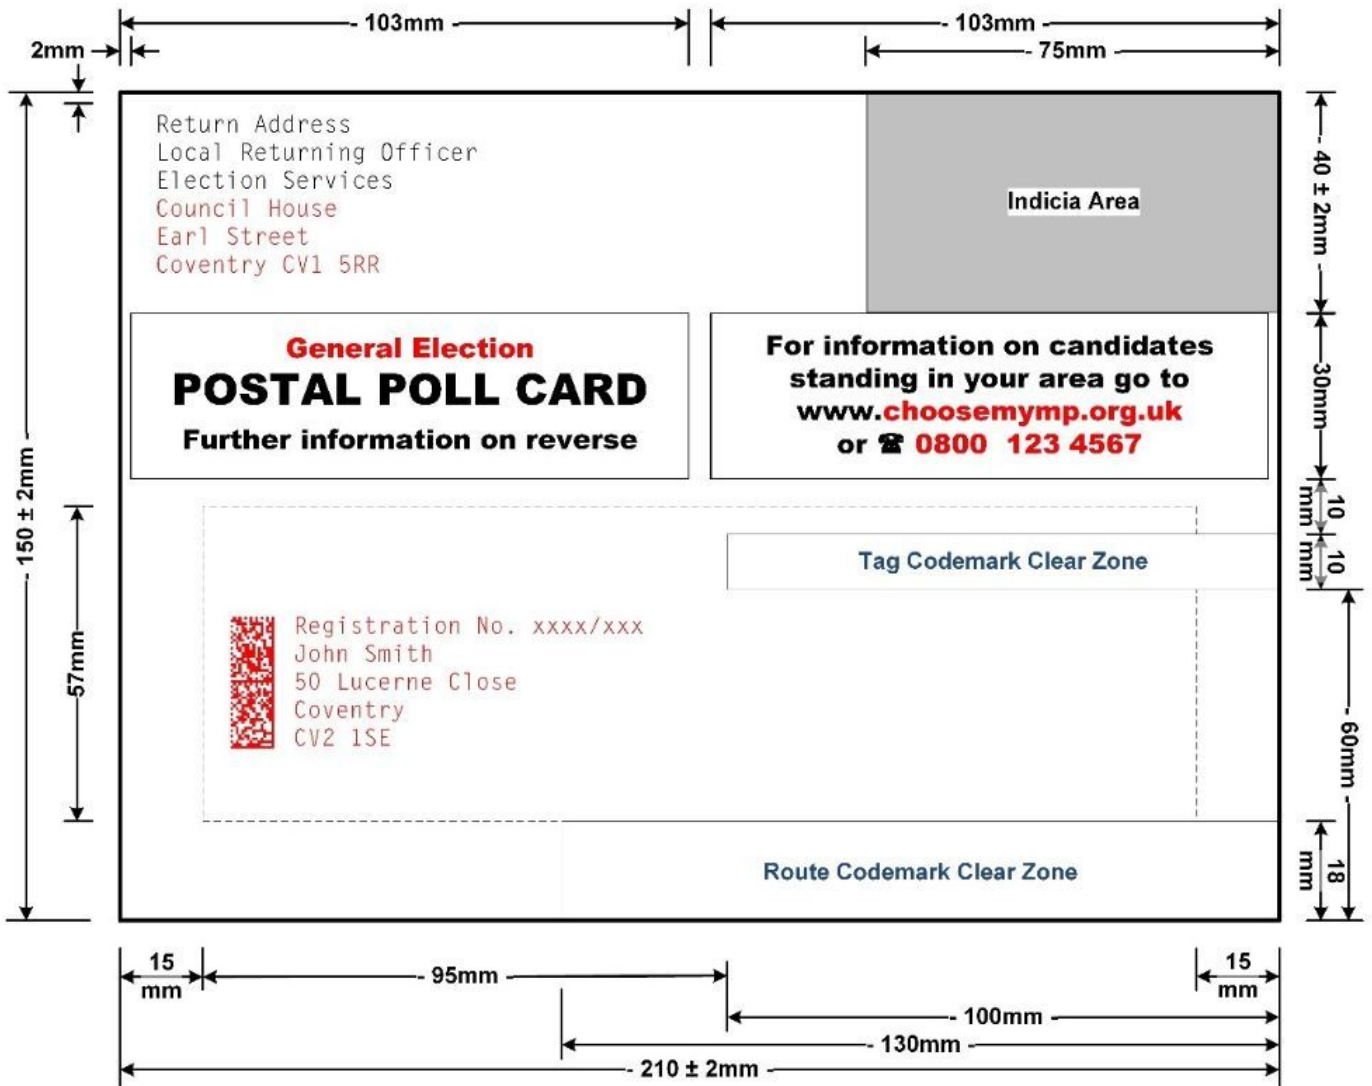 - 103mm -
- 103mm -
2mm
- 75mm -
Return Address
Local Returning Officer
Election Services
Council House
Earl Street
Coventry CV1 5RR
Indicia Area
- 40 ± 2mm -
General Election
POSTAL POLL CARD
Further information on reverse
For information on candidates
standing in your area go to
www.choosemymp.org.uk
or ☎ 0800 123 4567
30mm
- 150 ± 2mm -
10
mm
Tag Codemark Clear Zone
10
mm
57mm
Registration No. xxxx/xxx
John Smith
50 Lucerne Close
Coventry
CV2 1SE
- 60mm -
Route Codemark Clear Zone
18
mm
15
mm
- 95mm -
15
mm
- 100mm -
- 130mm -
- 210 ± 2mm -